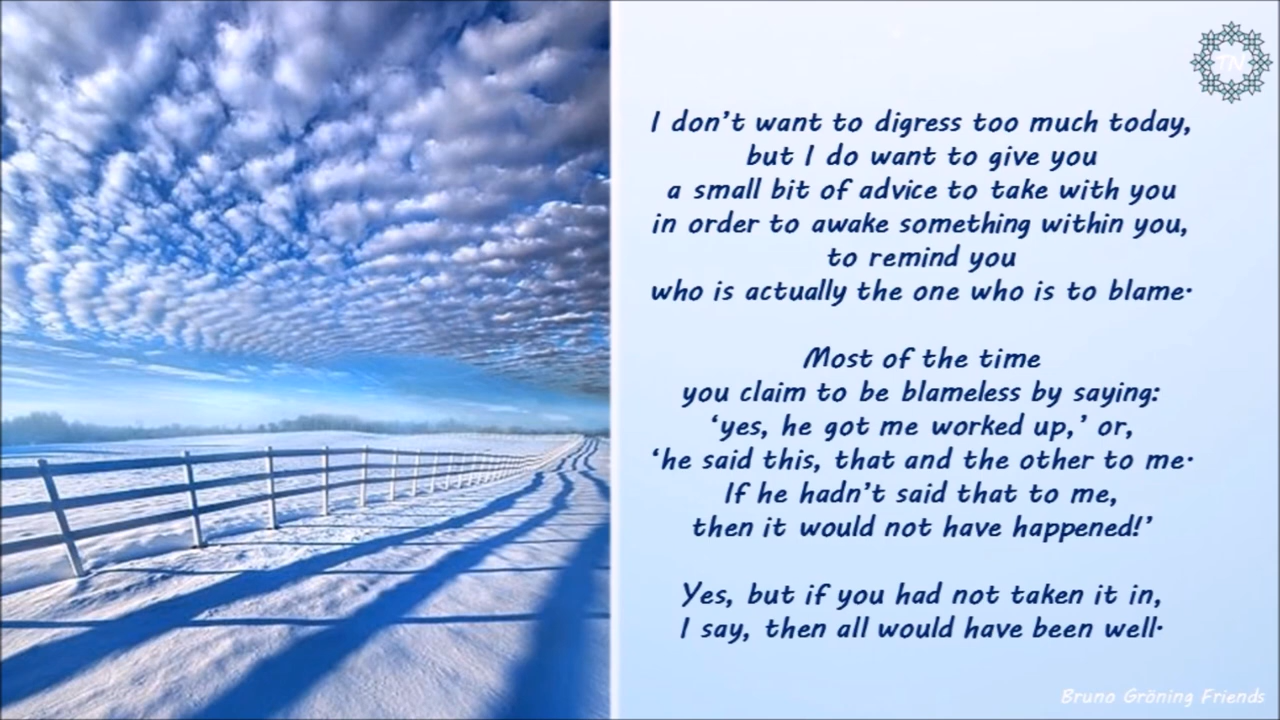 TN
I don’t want to digress too much today,
but I do want to give you
a small bit of advice to take with you
in order to awake something within you,
to remind you
who is actually the one who is to blame·
Most of the time
you claim to be blameless by saying:
‘yes, he got me worked up,’ or,
‘he said this, that and the other to me·
If he hadn’t said that to me,
then it would not have happened!’
Yes, but if you had not taken it in,
I say, then all would have been well·
Bruno Gröning Friends